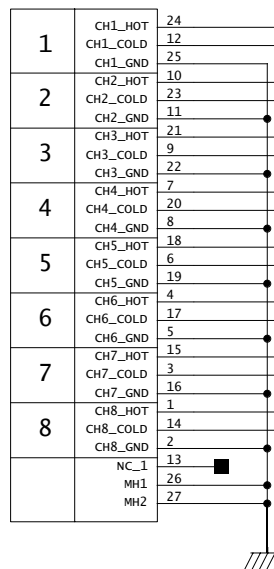 CH1_HOT 24
1 CH1_COLD 12
CH1_GND 25
CH2_HOT 10
2 CH2_COLD 23
CH2_GND 11
CH3_HOT 21
3 CH3_COLD 9
CH3_GND 22
CH4_HOT 7
4 CH4_COLD 20
CH4_GND 8
CH5_HOT 18
5 CH5_COLD 6
CH5_GND 19
CH6_HOT 4
6 CH6_COLD 17
CH6_GND 5
CH7_HOT 15
7 CH7_COLD 3
CH7_GND 16
CH8_HOT 1
8 CH8_COLD 14
CH8_GND 2
NC_1 13
MH1 26
MH2 27